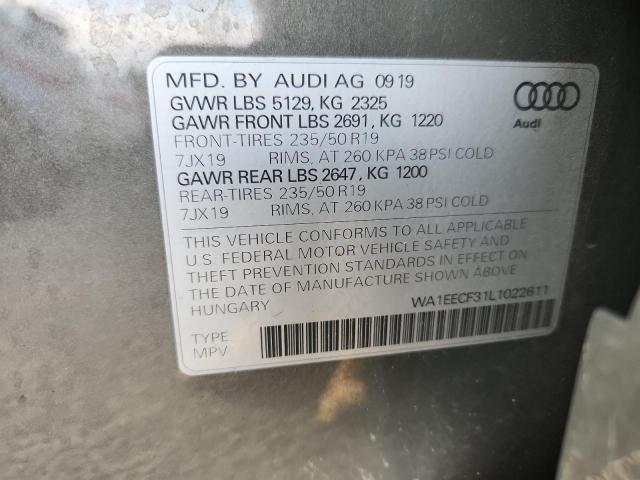 MFD. BY AUDI AG 09 19
GVWR LBS 5129, KG 2325
GAWR FRONT LBS 2691, KG 1220
FRONT-TIRES 235/50 R19
7JX19 RIMS, AT 260 KPA 38 PSI COLD
GAWR REAR LBS 2647, KG 1200
REAR-TIRES 235/50 R19
7JX19 RIMS, AT 260 KPA 38 PSI COLD
Audi
THIS VEHICLE CONFORMS TO ALL APPLICABLE
U.S. FEDERAL MOTOR VEHICLE SAFETY AND
THEFT PREVENTION STANDARDS IN EFFECT ON
THE DATE OF MANUFACTURE SHOWN ABOVE.
HUNGARY
WA1EECF31L1022611
TYPE
MPV